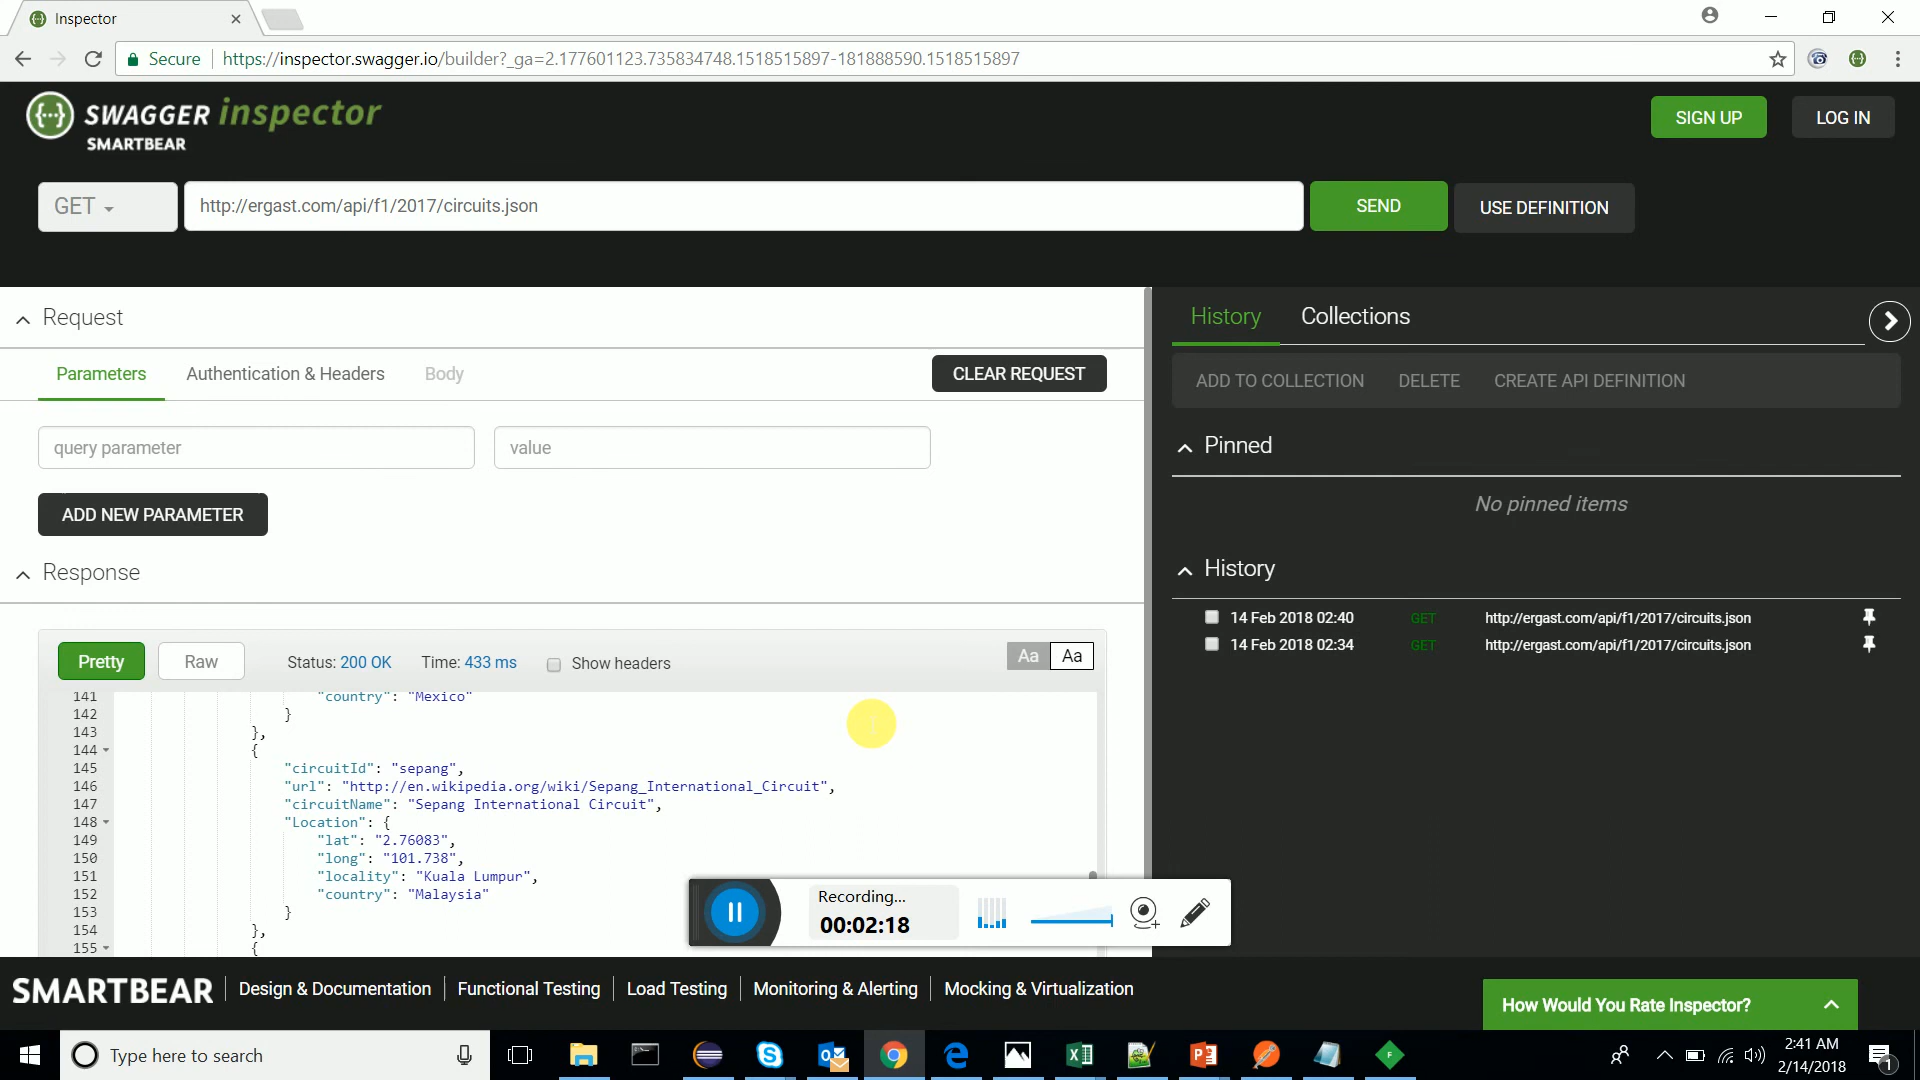 Inspector
Secure https://inspector.swagger.io/builder?_ga=2.177601123.735834748.1518515897-181888590.1518515897
SWAGGER inspector
SMARTBEAR
SIGN UP
LOG IN
GET
http://ergast.com/api/f1/2017/circuits.json
SEND
USE DEFINITION
Request
Parameters
Authentication & Headers
Body
CLEAR REQUEST
query parameter
value
ADD NEW PARAMETER
Response
Pretty
Raw
Status: 200 OK
Time: 433 ms
Show headers
Aa
Aa
141 "country": "Mexico"
142 }
143 },
144 {
145 "circuitId": "sepang",
146 "url": "http://en.wikipedia.org/wiki/Sepang_International_Circuit",
147 "circuitName": "Sepang International Circuit",
148 "Location": {
149 "lat": "2.76083",
150 "long": "101.738",
151 "locality": "Kuala Lumpur",
152 "country": "Malaysia"
153 }
154 },
155 {
History
Collections
ADD TO COLLECTION
DELETE
CREATE API DEFINITION
Pinned
No pinned items
History
14 Feb 2018 02:40 GET http://ergast.com/api/f1/2017/circuits.json
14 Feb 2018 02:34 GET http://ergast.com/api/f1/2017/circuits.json
Recording...
00:02:18
SMARTBEAR
Design & Documentation
Functional Testing
Load Testing
Monitoring & Alerting
Mocking & Virtualization
How Would You Rate Inspector?
Type here to search
2:41 AM
2/14/2018
1